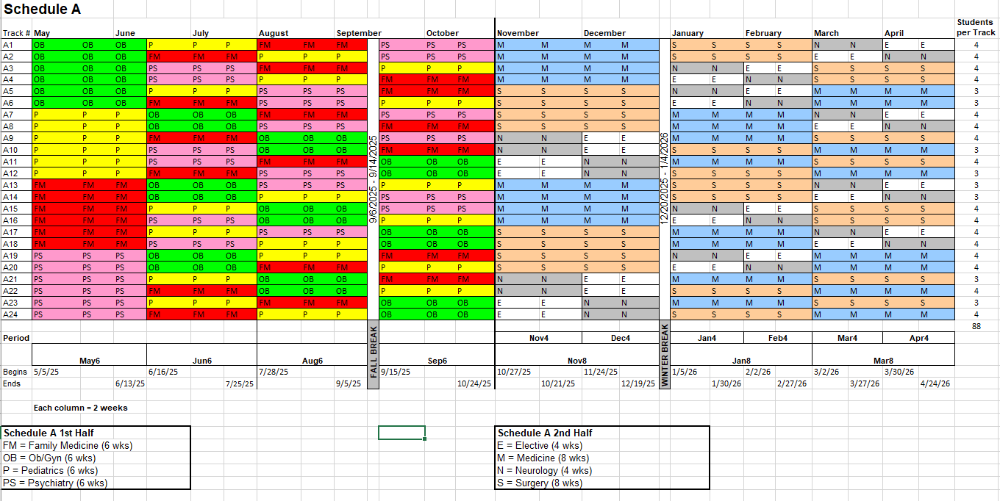 Schedule A
Students
Track # May June July August September October November December January February March April per Track
A1 OB OB OB P P P FM FM FM PS PS PS M M M M S S S S N N E E 4
A2 OB OB OB FM FM FM P P P PS PS PS M M M M S S S S E E N N 4
A3 OB OB OB PS PS PS FM FM FM P P P M M M M N N E E S S S S 4
A4 OB OB OB PS PS PS P P P FM FM FM M M M M E E N N S S S S 4
A5 OB OB OB P P P PS PS PS FM FM FM S S S S N N E E M M M M 3
A6 OB OB OB FM FM FM PS PS PS P P P S S S S E E N N M M M M 3
A7 P P P OB OB OB FM FM FM PS PS PS S S S S M M M M N N E E 4
A8 P P P OB OB OB PS PS PS FM FM FM S S S S M M M M E E N N 4
A9 P P P FM FM FM OB OB OB PS PS PS N N E E M M M M S S S S 4
A10 P P P PS PS PS OB OB OB FM FM FM N N E E S S S S M M M M 3
A11 P P P PS PS PS FM FM FM OB OB OB E E N N M M M M S S S S 4
A12 P P P FM FM FM PS PS PS OB OB OB E E N N S S S S M M M M 3
A13 FM FM FM OB OB OB PS PS PS P P P M M M M S S S S N N E E 3
A14 FM FM FM OB OB OB P P P PS PS PS M M M M S S S S E E N N 3
A15 FM FM FM P P P OB OB OB PS PS PS M M M M N N E E S S S S 4
A16 FM FM FM PS PS PS OB OB OB P P P M M M M E E N N S S S S 4
A17 FM FM FM P P P PS PS PS OB OB OB S S S S M M M M N N E E 4
A18 FM FM FM PS PS PS P P P OB OB OB S S S S M M M M E E N N 4
A19 PS PS PS OB OB OB P P P FM FM FM S S S S N N E E M M M M 4
A20 PS PS PS OB OB OB FM FM FM P P P S S S S E E N N M M M M 4
A21 PS PS PS P P P OB OB OB FM FM FM N N E E M M M M S S S S 3
A22 PS PS PS FM FM FM OB OB OB P P P N N E E S S S S M M M M 4
A23 PS PS PS P P P FM FM FM OB OB OB E E N N M M M M S S S S 3
A24 PS PS PS FM FM FM P P P OB OB OB E E N N S S S S M M M M 4
9/6/2025 - 9/14/2025
12/20/2025 - 1/4/2026
88
Period Nov4 Dec4 Jan4 Feb4 Mar4 Apr4
FALL BREAK
WINTER BREAK
May6 Jun6 Aug6 Sep6 Nov8 Jan8 Mar8
Begins 5/5/25 6/16/25 7/28/25 9/15/25 10/27/25 11/24/25 1/5/26 2/2/26 3/2/26 3/30/26
Ends 6/13/25 7/25/25 9/5/25 10/24/25 10/21/25 12/19/25 1/30/26 2/27/26 3/27/26 4/24/26
Each column = 2 weeks
Schedule A 1st Half
FM = Family Medicine (6 wks)
OB = Ob/Gyn (6 wks)
P = Pediatrics (6 wks)
PS = Psychiatry (6 wks)
Schedule A 2nd Half
E = Elective (4 wks)
M = Medicine (8 wks)
N = Neurology (4 wks)
S = Surgery (8 wks)